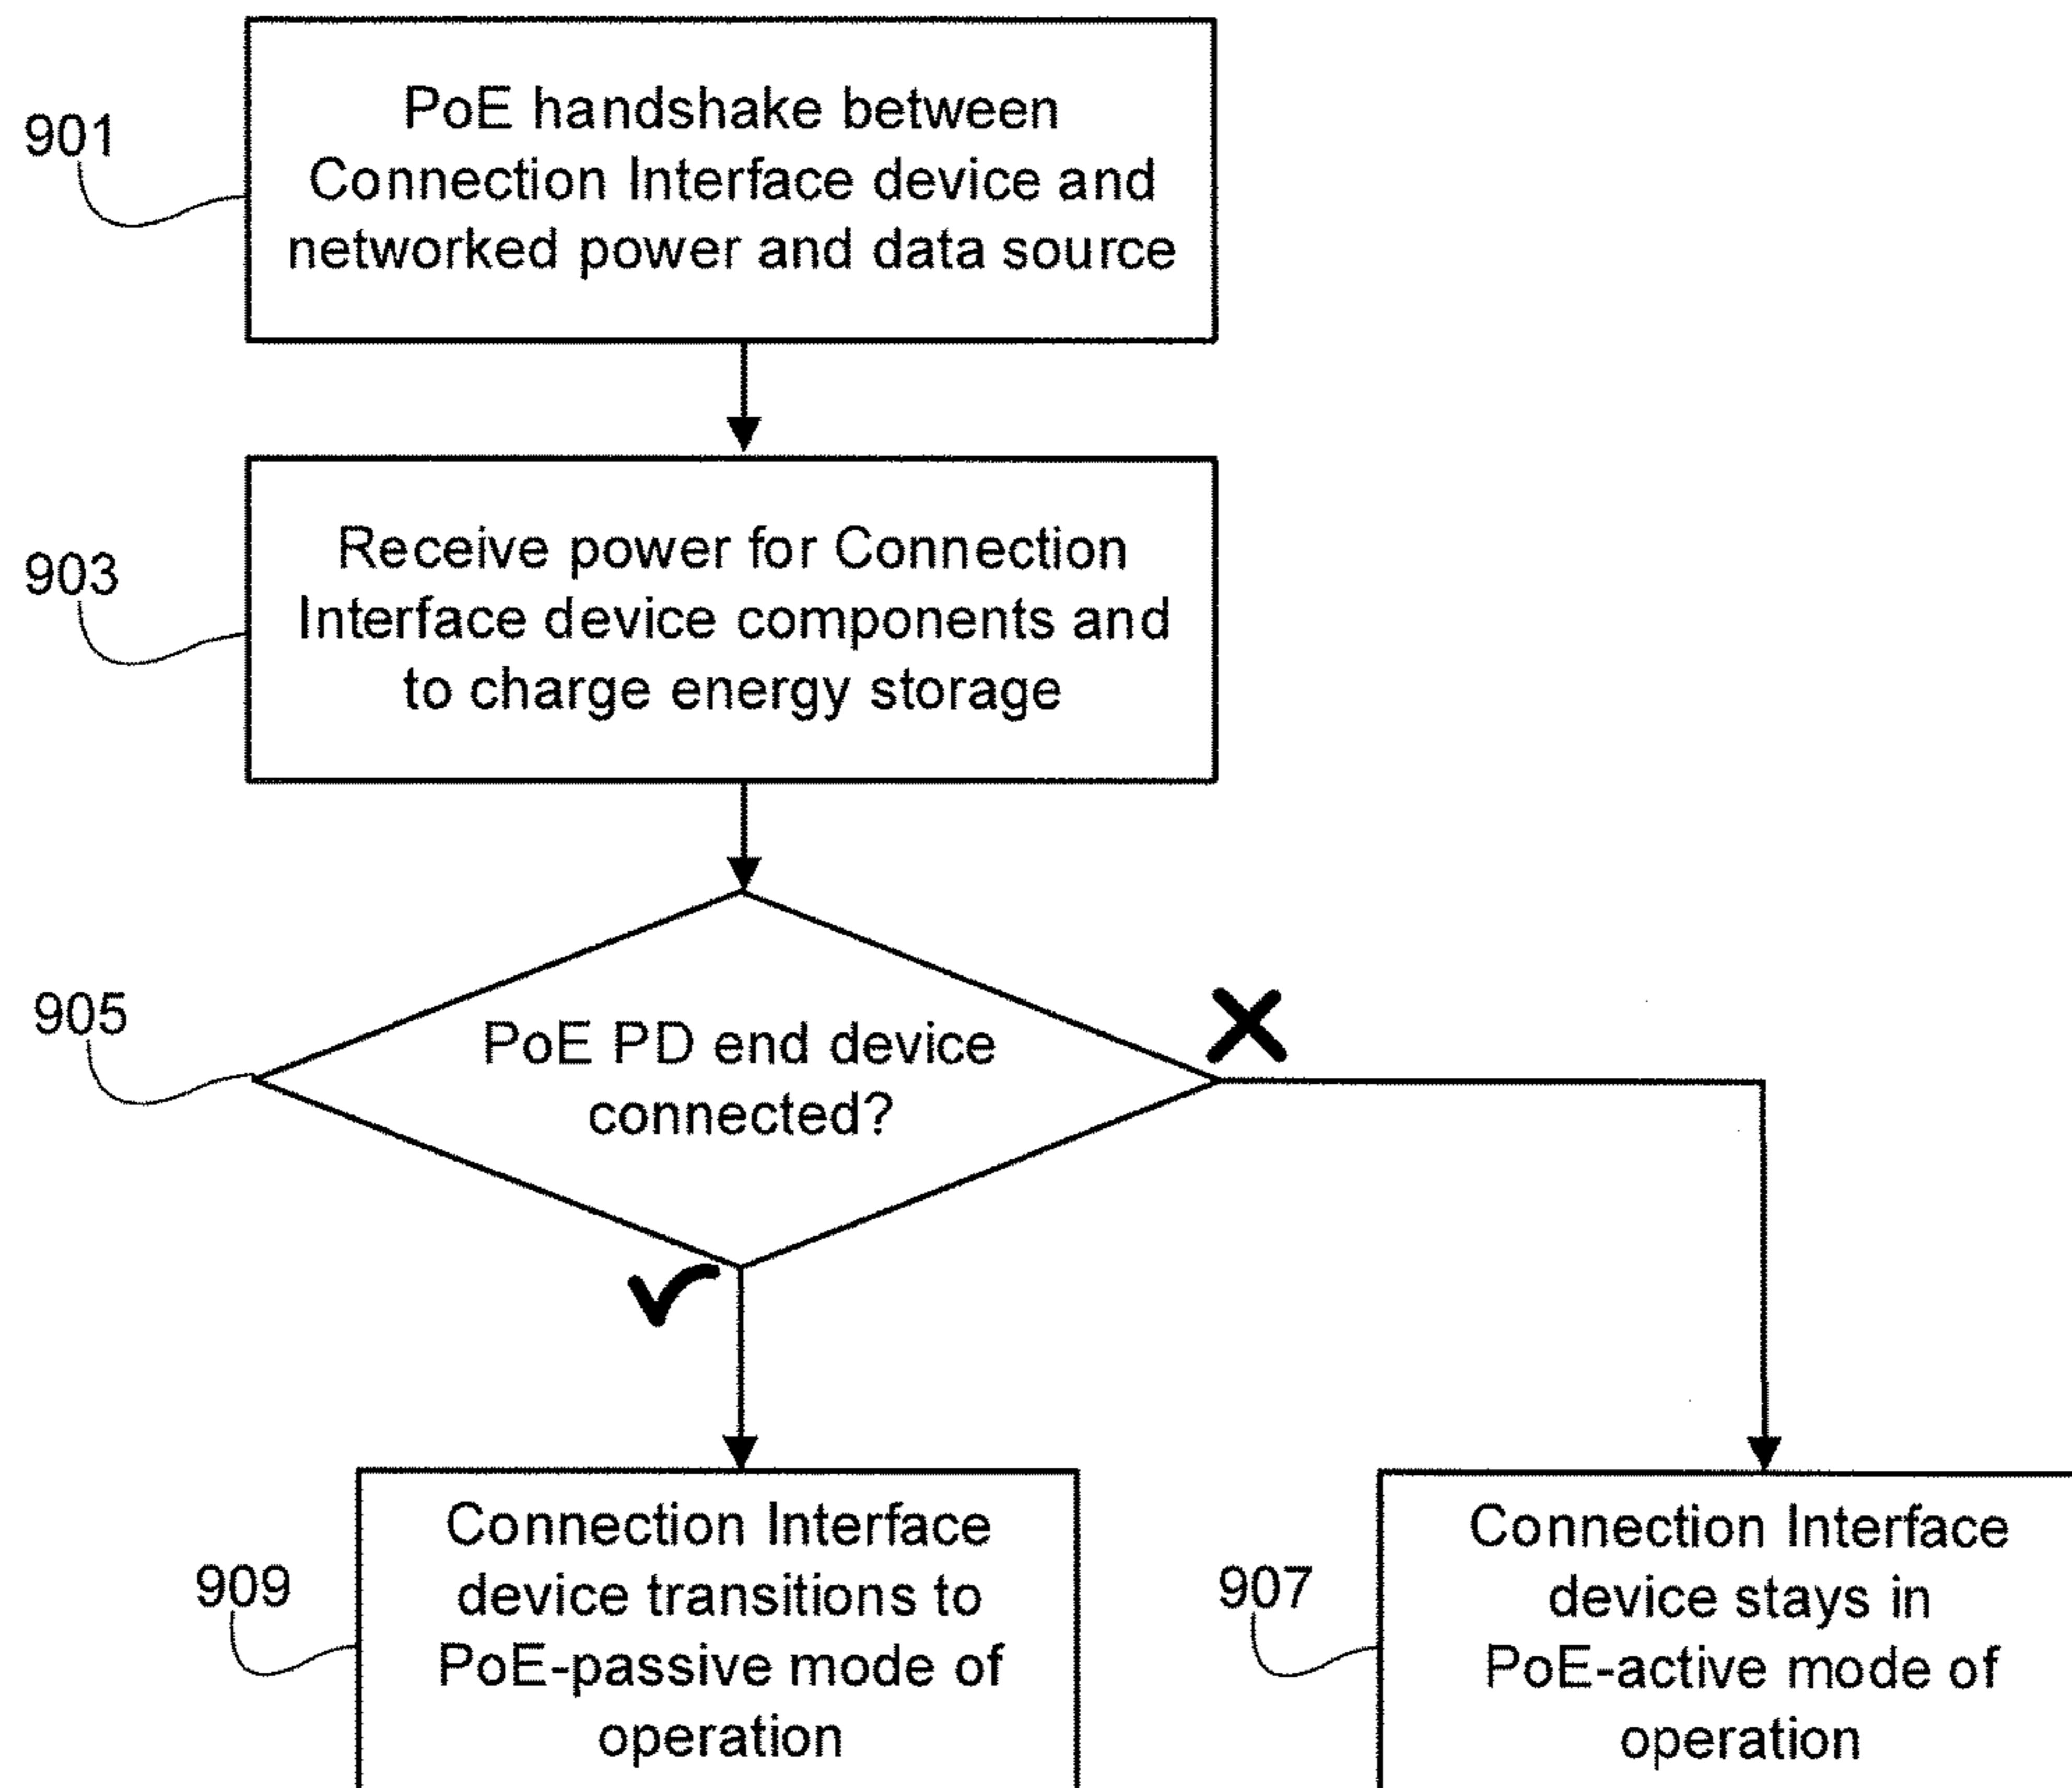 901
PoE handshake between
Connection Interface device and
networked power and data source
903
Receive power for Connection
Interface device components and
to charge energy storage
905
PoE PD end device
connected?
909
Connection Interface
device transitions to
PoE-passive mode of
operation
907
Connection Interface
device stays in
PoE-active mode of
operation